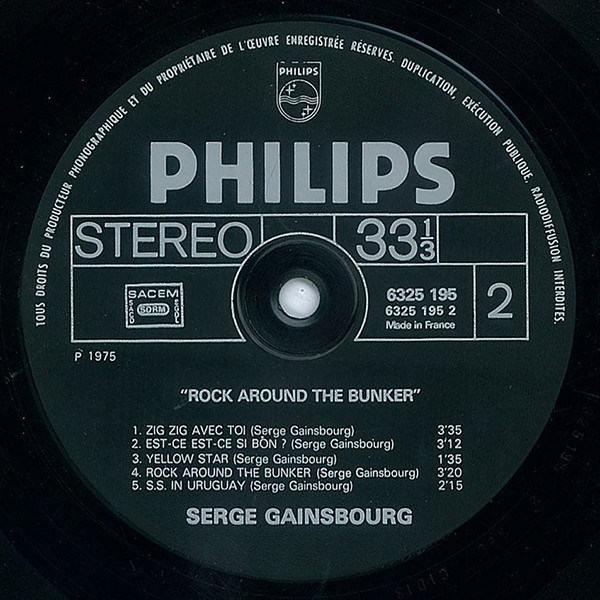 TOUS DROITS DU PRODUCTEUR PHONOGRAPHIQUE ET DU PROPRIÉTAIRE DE L'ŒUVRE ENREGISTRÉE RÉSERVÉS. DUPLICATION, EXÉCUTION PUBLIQUE, RADIODIFFUSION INTERDITES.
PHILIPS
PHILIPS
STEREO 33 1/3
SACEM
SACD SDRM SGDL
6325 195
6325 195 2
Made in France
2
P 1975
"ROCK AROUND THE BUNKER"
1. ZIG ZIG AVEC TOI (Serge Gainsbourg) 3'35
2. EST-CE EST-CE SI BON ? (Serge Gainsbourg) 3'12
3. YELLOW STAR (Serge Gainsbourg) 1'35
4. ROCK AROUND THE BUNKER (Serge Gainsbourg) 3'20
5. S.S. IN URUGUAY (Serge Gainsbourg) 2'15
SERGE GAINSBOURG